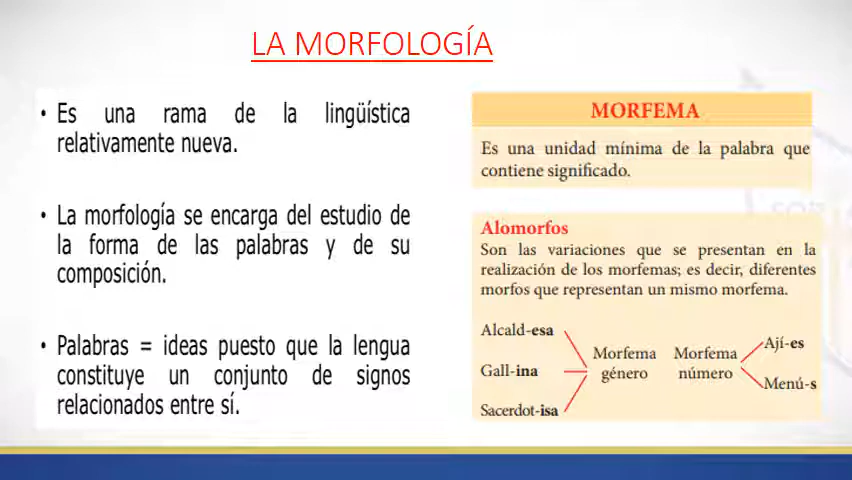 LA MORFOLOGÍA
• Es una rama de la lingüística
relativamente nueva.
• La morfología se encarga del estudio de
la forma de las palabras y de su
composición.
• Palabras = ideas puesto que la lengua
constituye un conjunto de signos
relacionados entre sí.
MORFEMA
Es una unidad mínima de la palabra que
contiene significado.
Alomorfos
Son las variaciones que se presentan en la
realización de los morfemas; es decir, diferentes
morfos que representan un mismo morfema.
Alcald-esa
Gall-ina
Sacerdot-isa
Morfema
género
Morfema
número
Ají-es
Menú-s